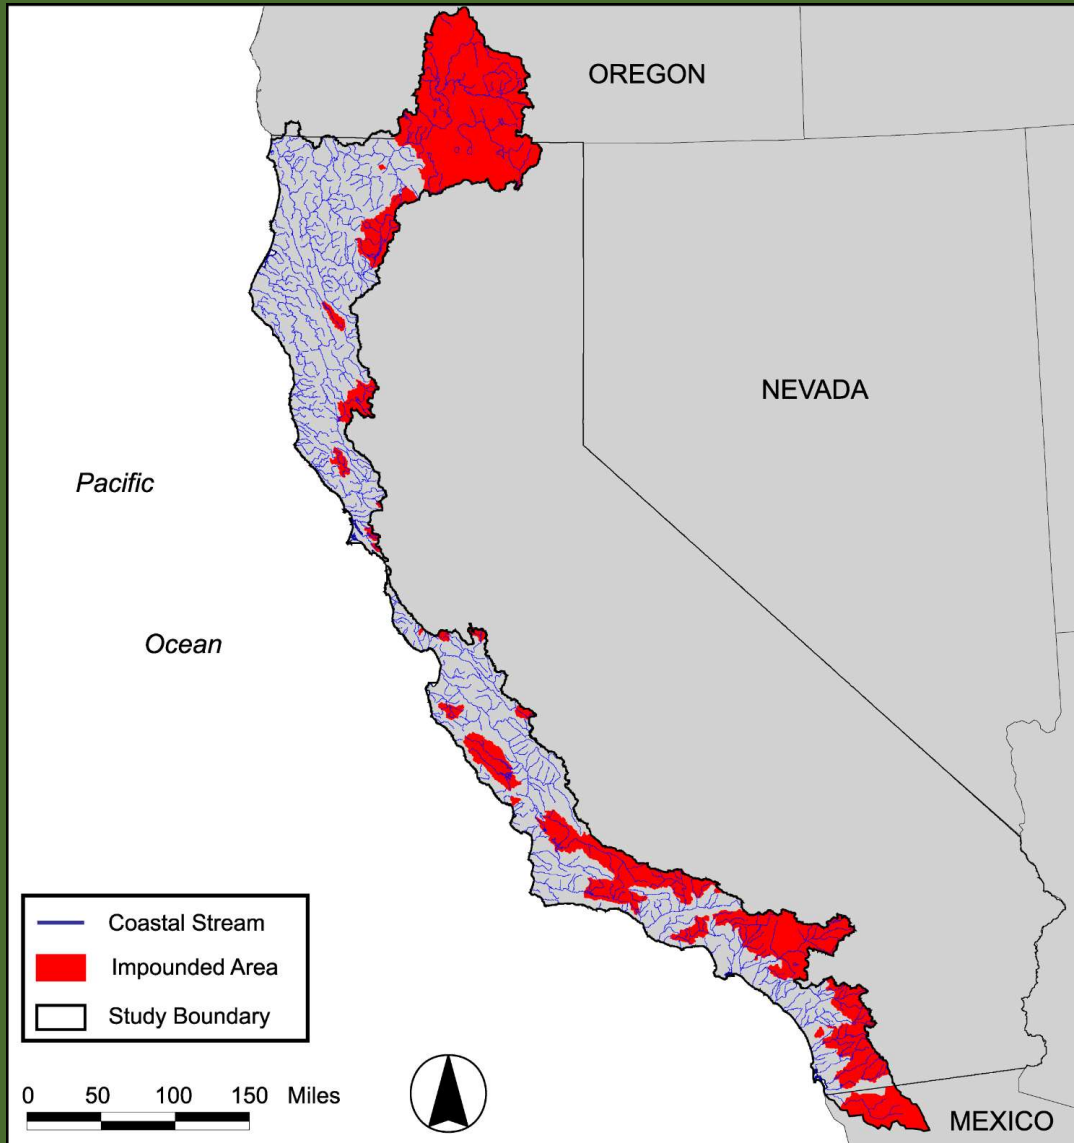 OREGON
NEVADA
Pacific
Ocean
Coastal Stream
Impounded Area
Study Boundary
0 50 100 150 Miles
MEXICO